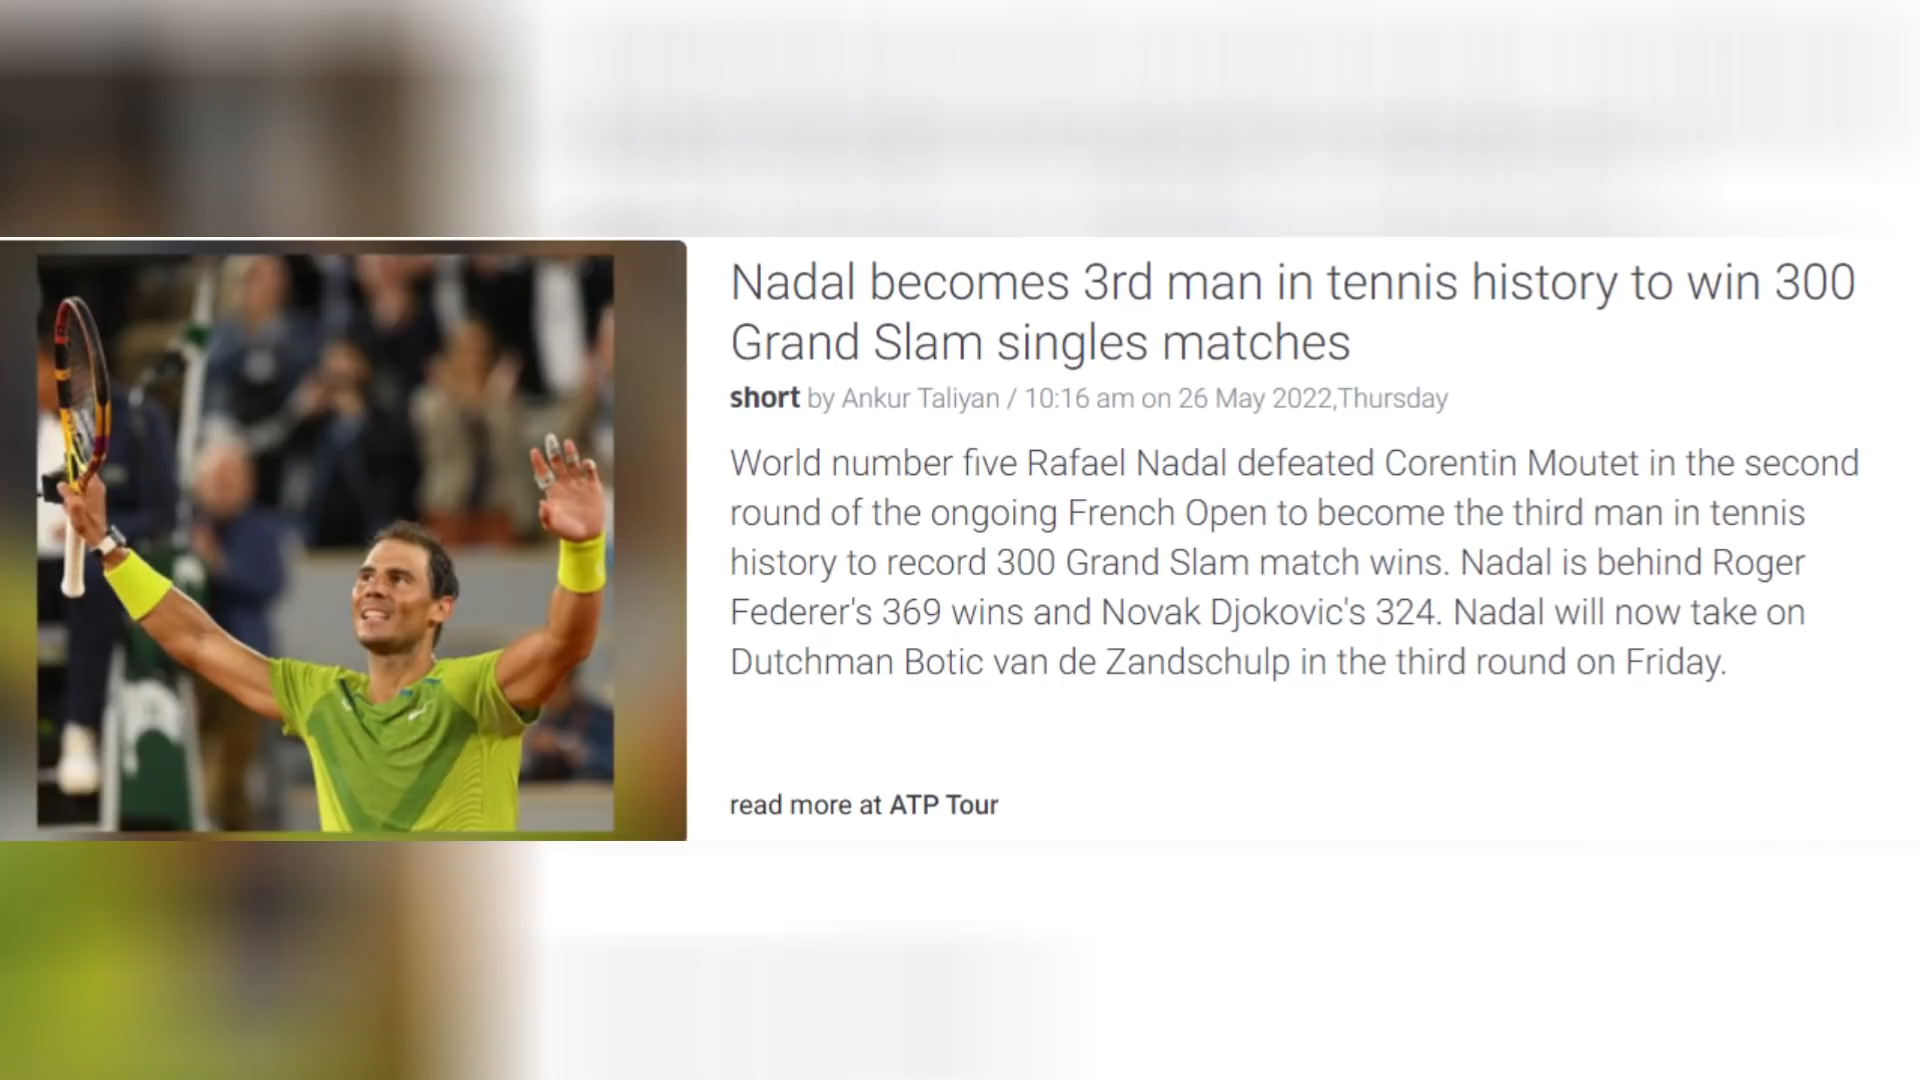 Nadal becomes 3rd man in tennis history to win 300
Grand Slam singles matches
short by Ankur Taliyan / 10:16 am on 26 May 2022,Thursday
World number five Rafael Nadal defeated Corentin Moutet in the second
round of the ongoing French Open to become the third man in tennis
history to record 300 Grand Slam match wins. Nadal is behind Roger
Federer's 369 wins and Novak Djokovic's 324. Nadal will now take on
Dutchman Botic van de Zandschulp in the third round on Friday.
read more at ATP Tour